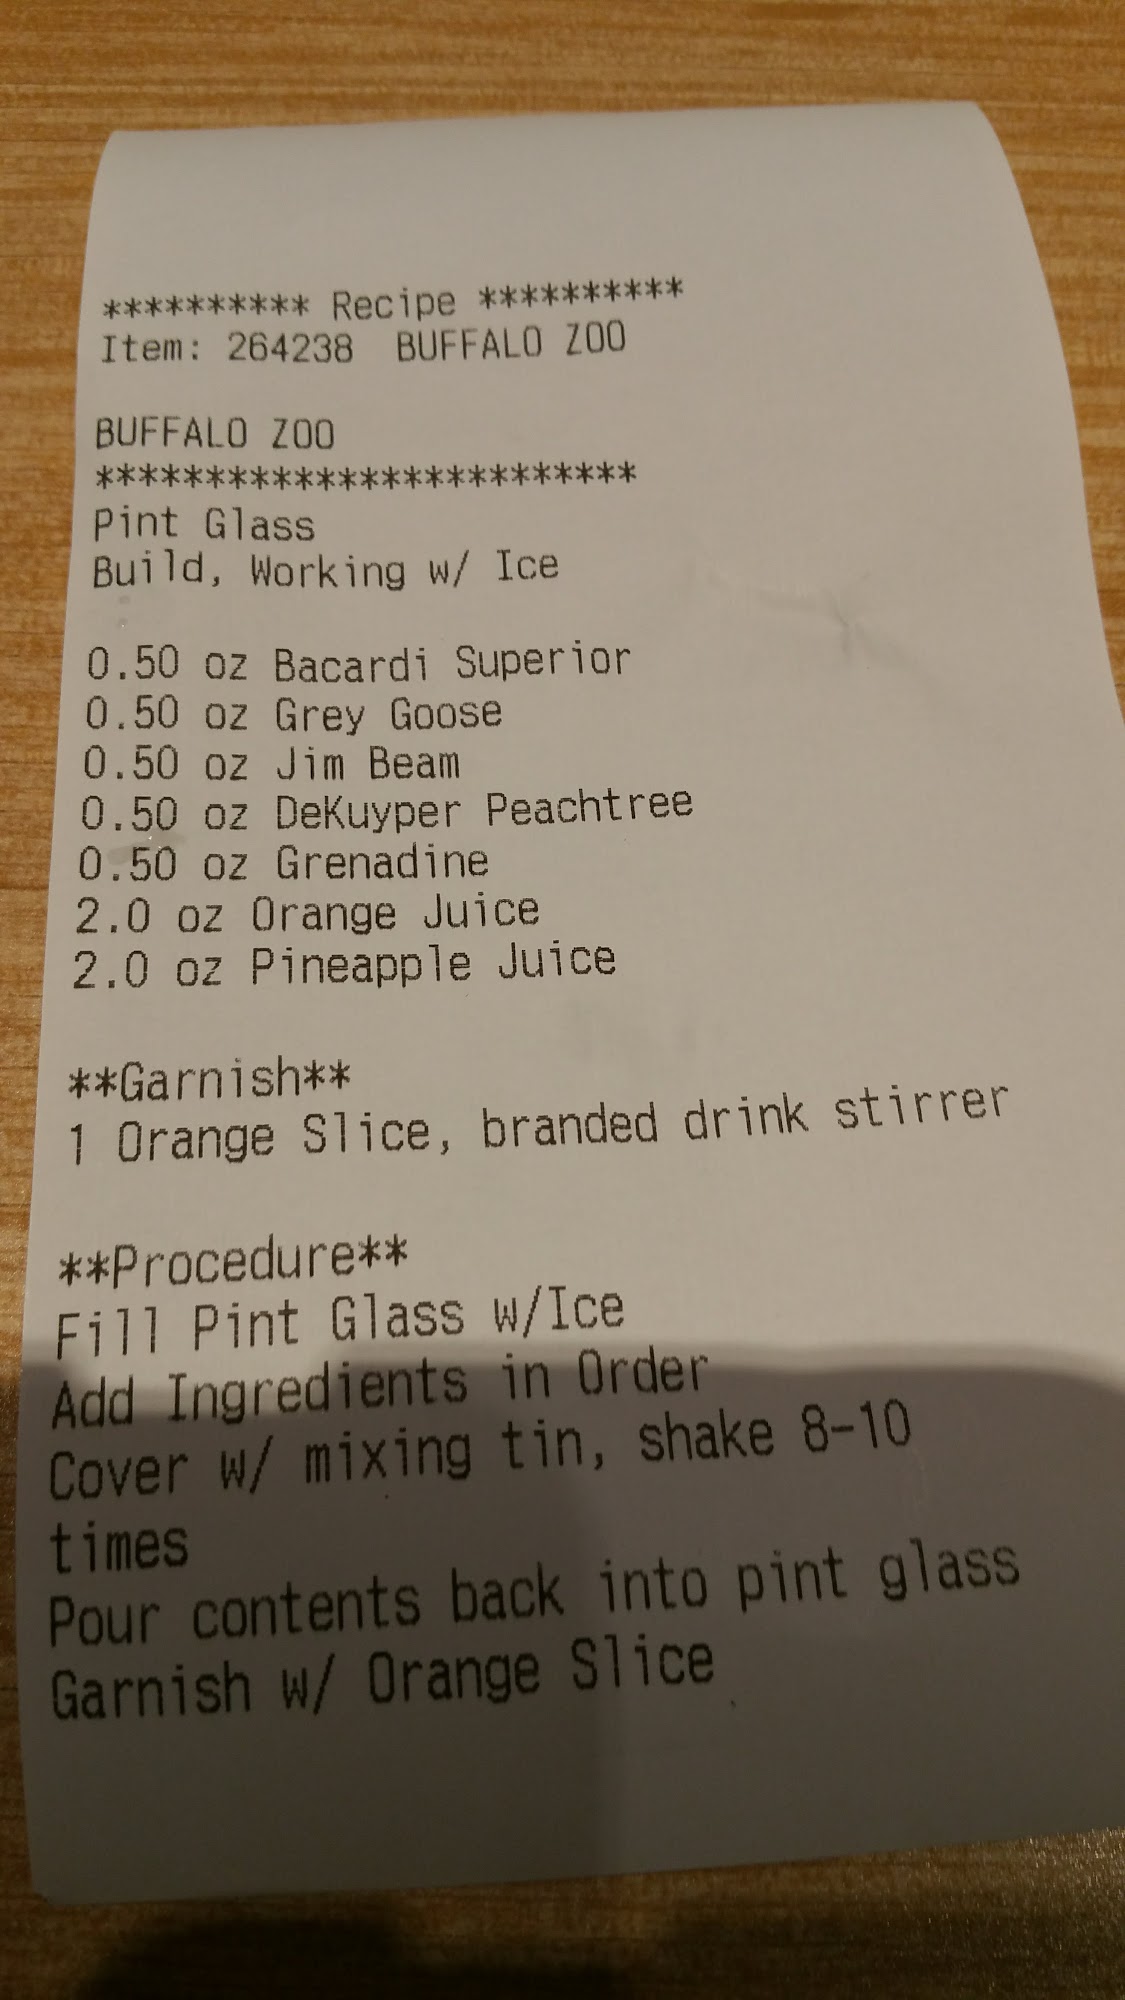 ********** Recipe **********
Item: 264238  BUFFALO ZOO
BUFFALO ZOO
*************************
Pint Glass
Build, Working w/ Ice
0.50 oz Bacardi Superior
0.50 oz Grey Goose
0.50 oz Jim Beam
0.50 oz DeKuyper Peachtree
0.50 oz Grenadine
2.0 oz Orange Juice
2.0 oz Pineapple Juice
**Garnish**
1 Orange Slice, branded drink stirrer
**Procedure**
Fill Pint Glass w/Ice
Add Ingredients in Order
Cover w/ mixing tin, shake 8-10
times
Pour contents back into pint glass
Garnish w/ Orange Slice